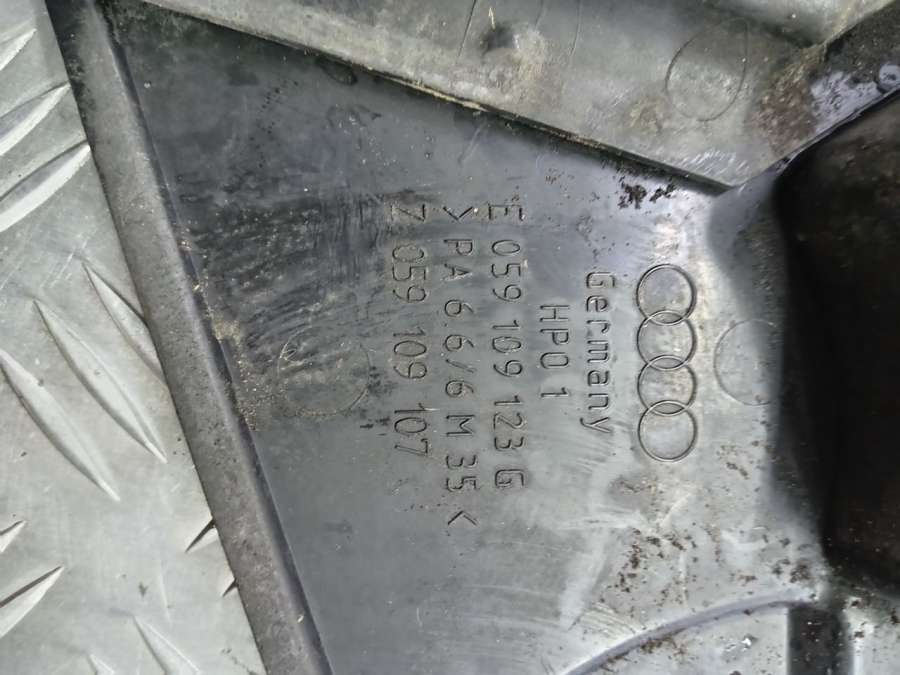 Germany
HP0 1
E 059 109 123 G
>PA 6.6/6 M 35<
Z 059 109 107